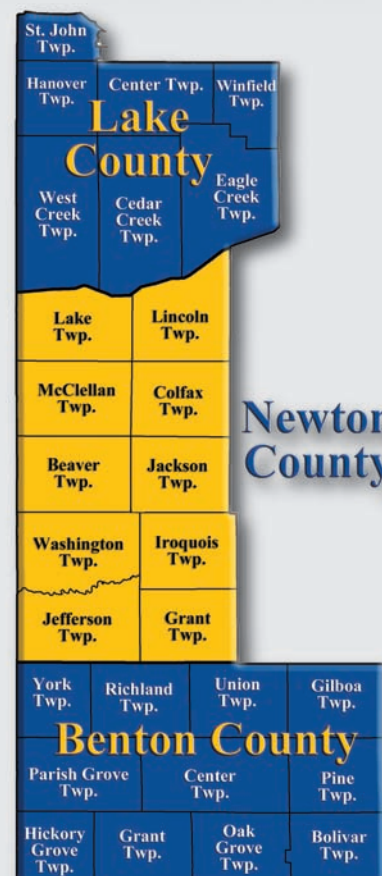 St. John
Twp.
Hanover
Twp.
Center Twp.
Winfield
Twp.
Lake
County
West
Creek
Twp.
Cedar
Creek
Twp.
Eagle
Creek
Twp.
Lake
Twp.
Lincoln
Twp.
McClellan
Twp.
Colfax
Twp.
Newton
County
Beaver
Twp.
Jackson
Twp.
Washington
Twp.
Iroquois
Twp.
Jefferson
Twp.
Grant
Twp.
York
Twp.
Richland
Twp.
Union
Twp.
Gilboa
Twp.
Benton County
Parish Grove
Twp.
Center
Twp.
Pine
Twp.
Hickory
Grove
Twp.
Grant
Twp.
Oak
Grove
Twp.
Bolivar
Twp.